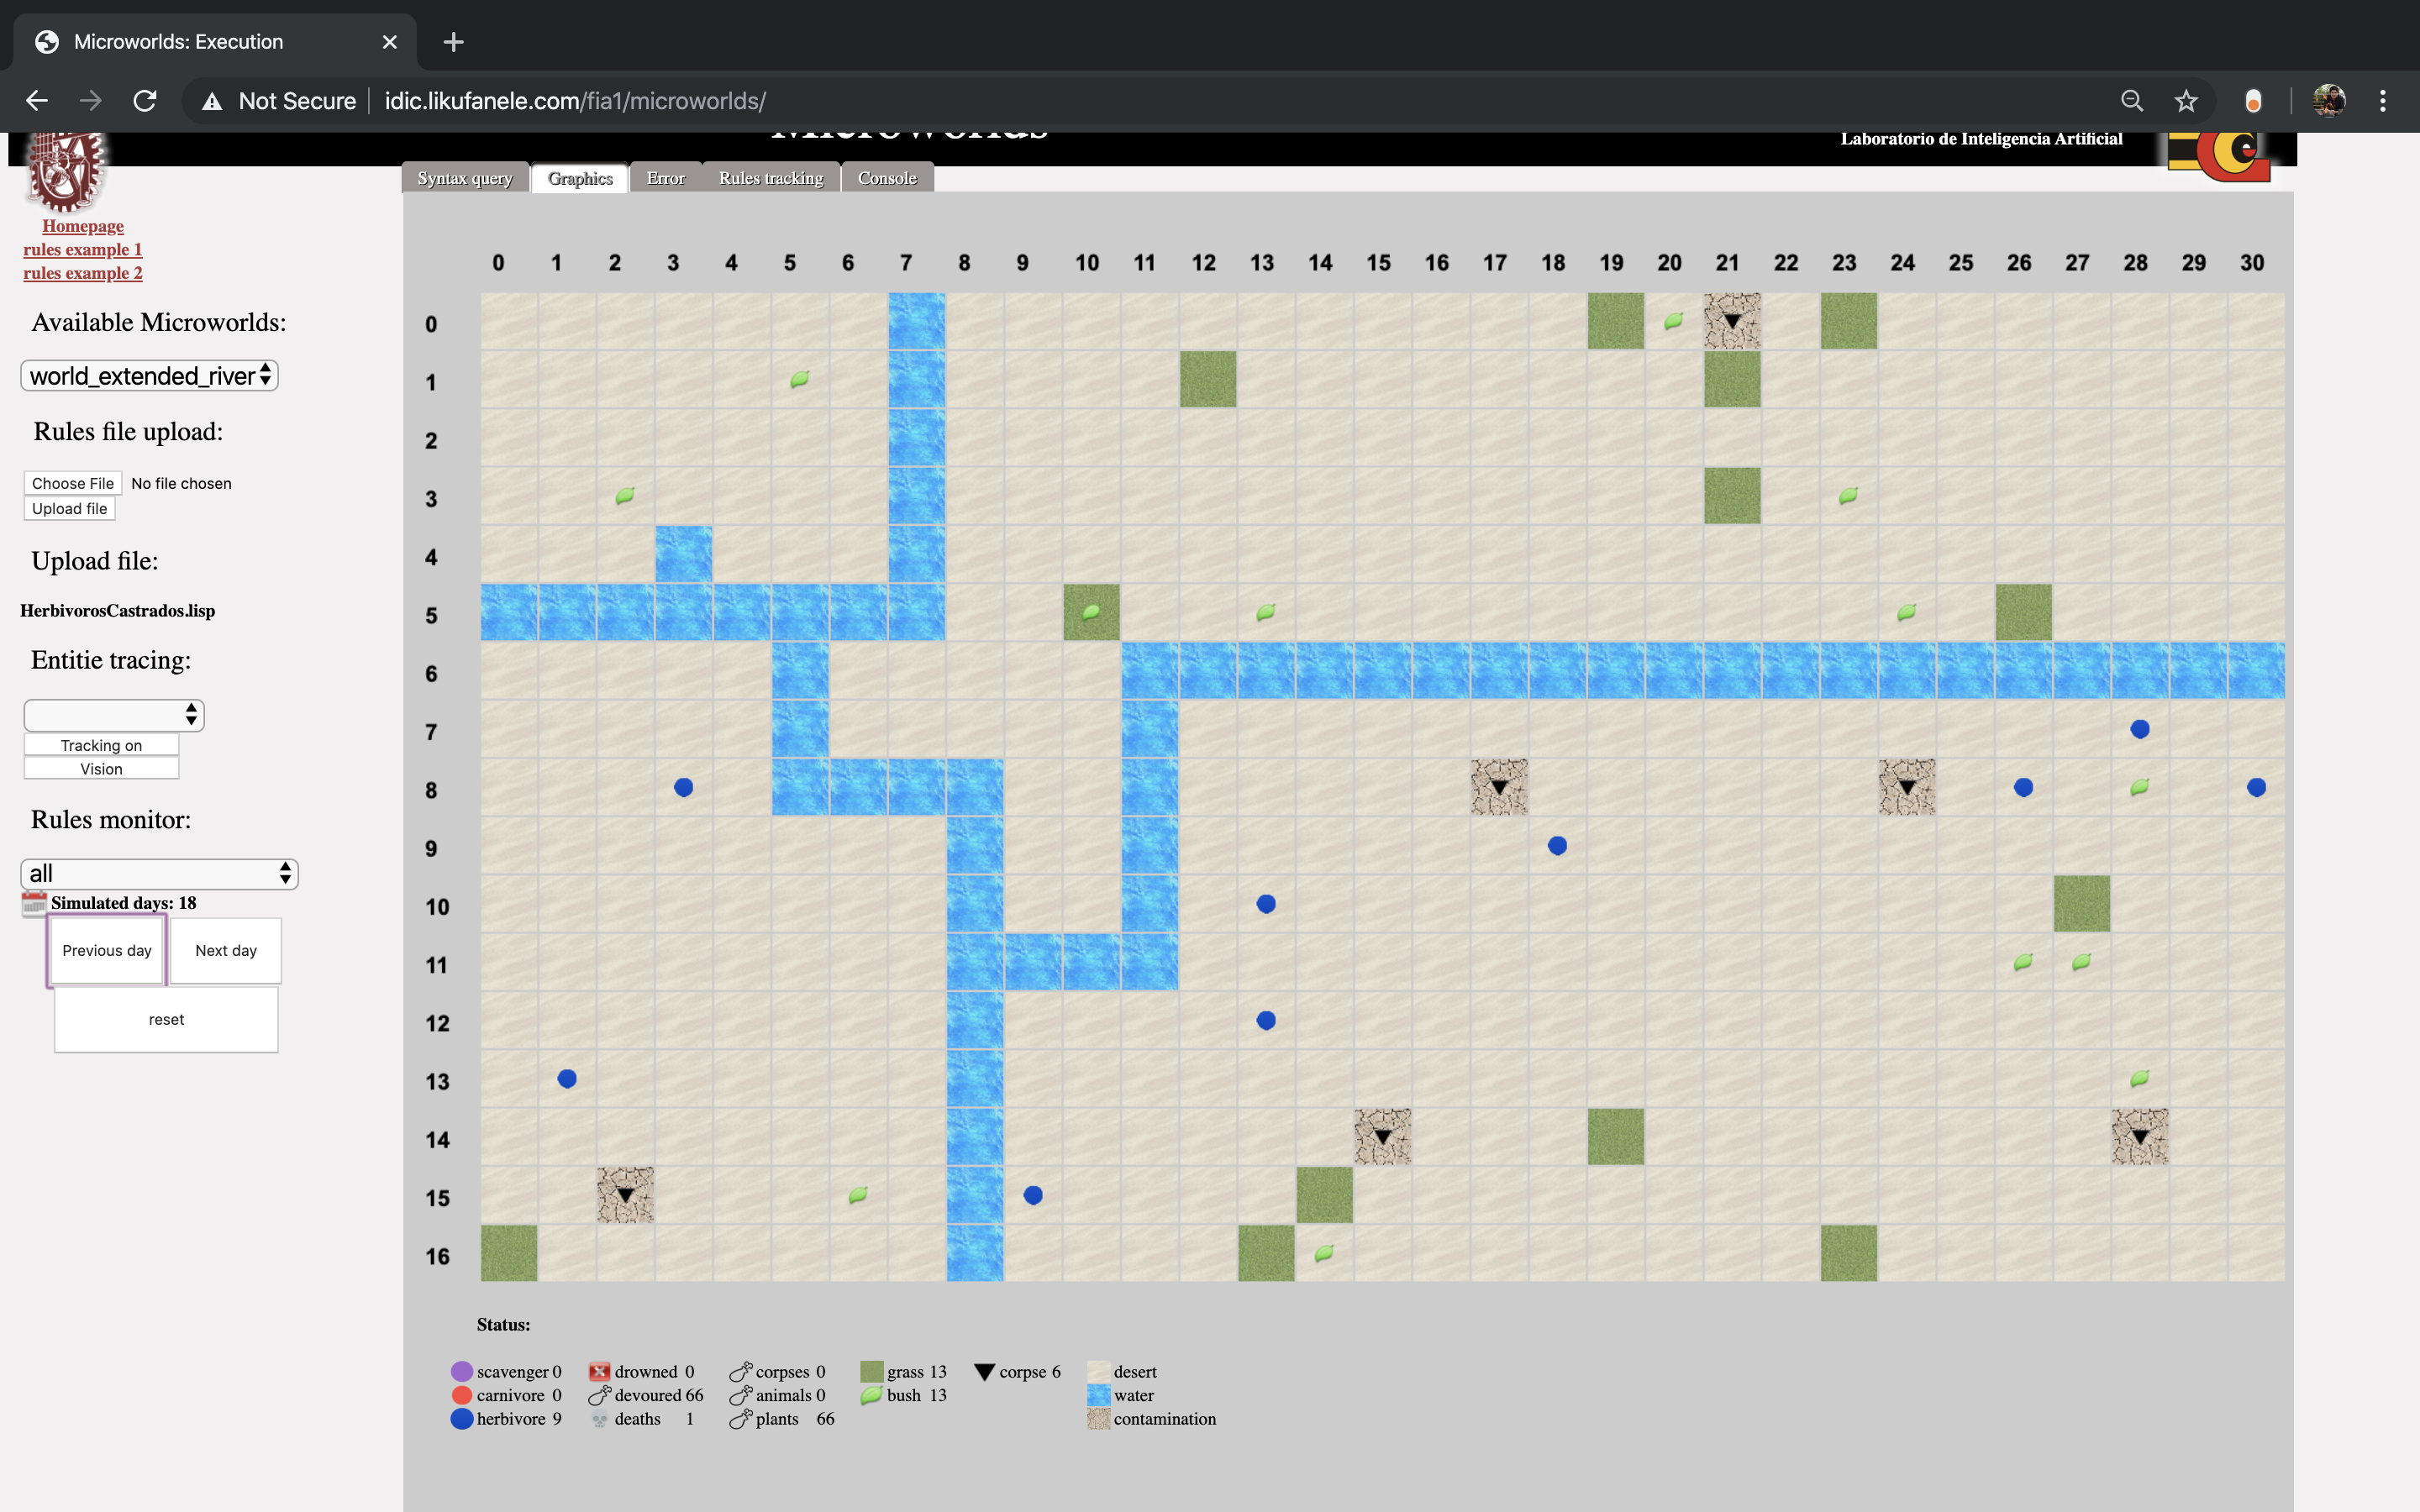 Microworlds: Execution
Not Secure idic.likufanele.com/fia1/microworlds/
Microworlds
Laboratorio de Inteligencia Artificial
Syntax query Graphics Error Rules tracking Console
Homepage
rules example 1
rules example 2
Available Microworlds:
world_extended_river
Rules file upload:
Choose File No file chosen
Upload file
Upload file:
HerbivorosCastrados.lisp
Entitie tracing:
Tracking on
Vision
Rules monitor:
all
Simulated days: 18
Previous day Next day
reset
0 1 2 3 4 5 6 7 8 9 10 11 12 13 14 15 16 17 18 19 20 21 22 23 24 25 26 27 28 29 30
0
1
2
3
4
5
6
7
8
9
10
11
12
13
14
15
16
Status:
scavenger 0 drowned 0 corpses 0 grass 13 corpse 6 desert
carnivore 0 devoured 66 animals 0 bush 13 water
herbivore 9 deaths 1 plants 66 contamination